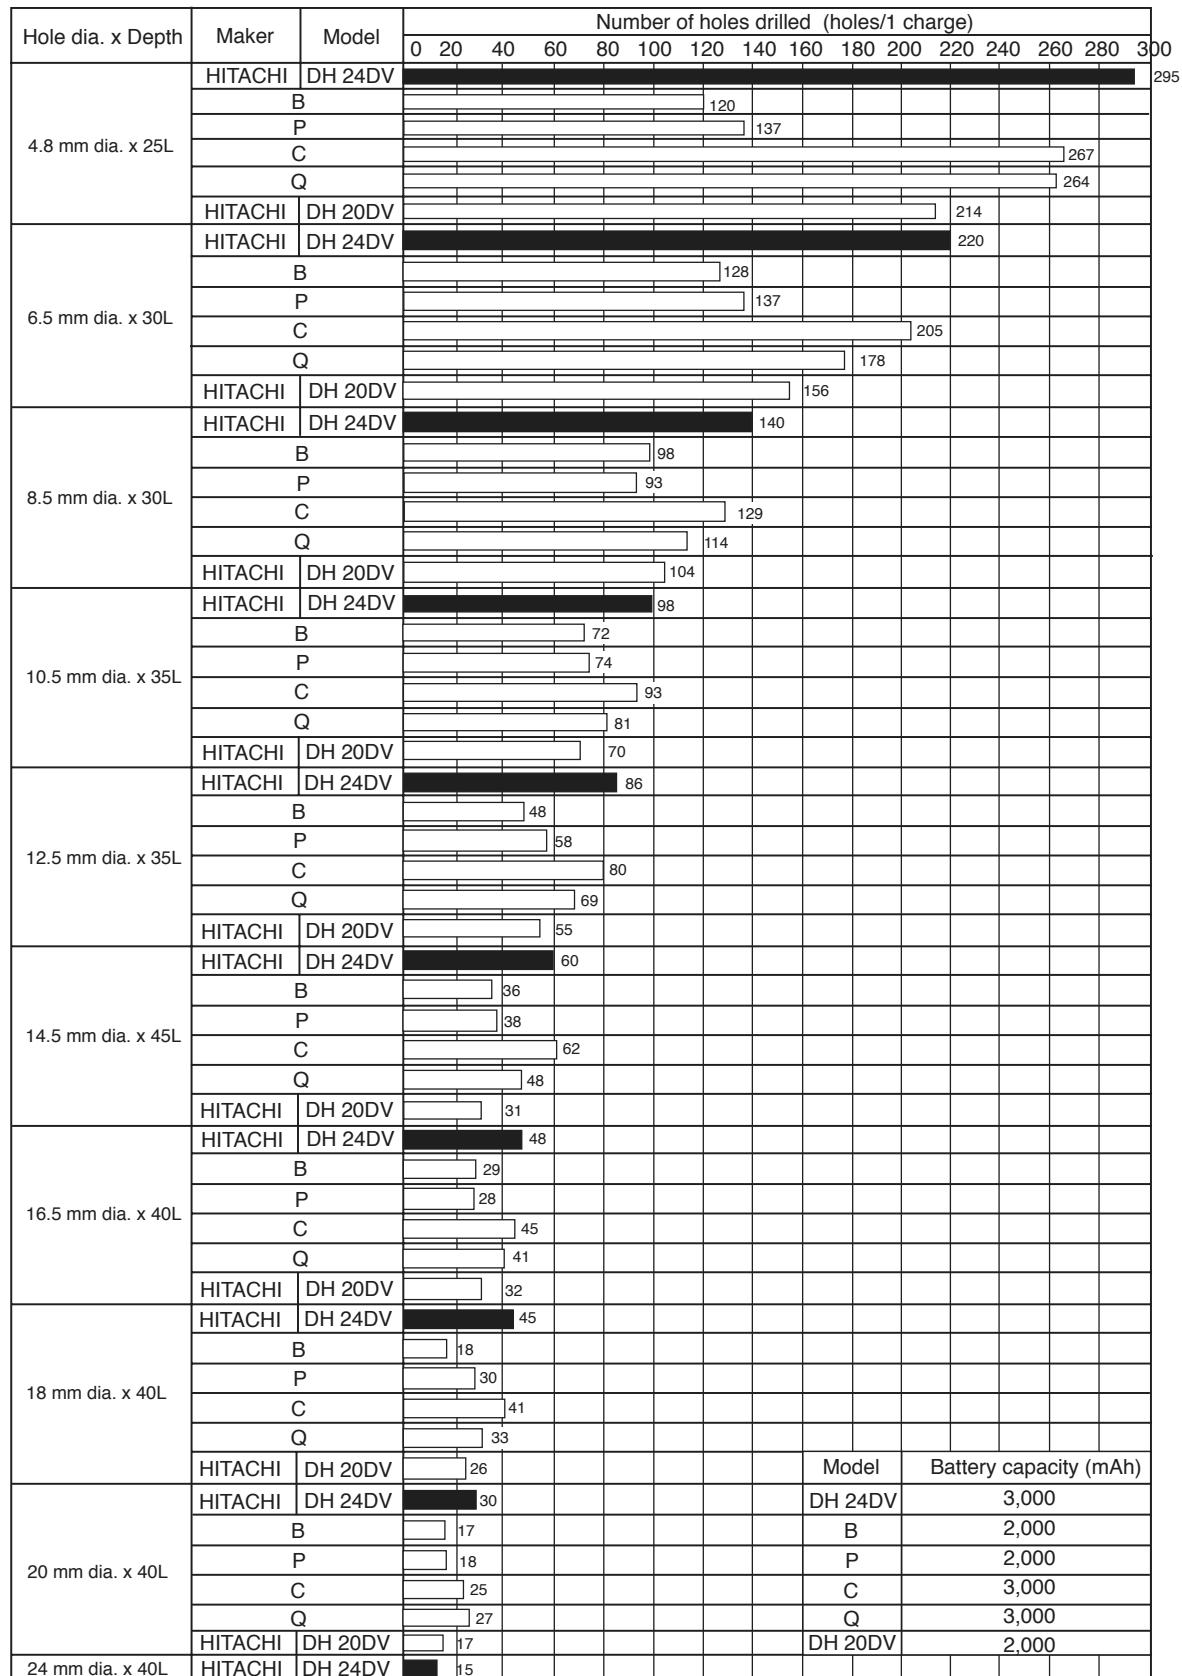 Hole dia. x Depth Maker Model Number of holes drilled (holes/1 charge)
0 20 40 60 80 100 120 140 160 180 200 220 240 260 280 300
4.8 mm dia. x 25L
HITACHI DH 24DV 295
B 120
P 137
C 267
Q 264
HITACHI DH 20DV 214
6.5 mm dia. x 30L
HITACHI DH 24DV 220
B 128
P 137
C 205
Q 178
HITACHI DH 20DV 156
8.5 mm dia. x 30L
HITACHI DH 24DV 140
B 98
P 93
C 129
Q 114
HITACHI DH 20DV 104
10.5 mm dia. x 35L
HITACHI DH 24DV 98
B 72
P 74
C 93
Q 81
HITACHI DH 20DV 70
12.5 mm dia. x 35L
HITACHI DH 24DV 86
B 48
P 58
C 80
Q 69
HITACHI DH 20DV 55
14.5 mm dia. x 45L
HITACHI DH 24DV 60
B 36
P 38
C 62
Q 48
HITACHI DH 20DV 31
16.5 mm dia. x 40L
HITACHI DH 24DV 48
B 29
P 28
C 45
Q 41
HITACHI DH 20DV 32
18 mm dia. x 40L
HITACHI DH 24DV 45
B 18
P 30
C 41
Q 33
HITACHI DH 20DV 26
20 mm dia. x 40L
HITACHI DH 24DV 30
B 17
P 18
C 25
Q 27
HITACHI DH 20DV 17
24 mm dia. x 40L HITACHI DH 24DV 15
Model Battery capacity (mAh)
DH 24DV 3,000
B 2,000
P 2,000
C 3,000
Q 3,000
DH 20DV 2,000